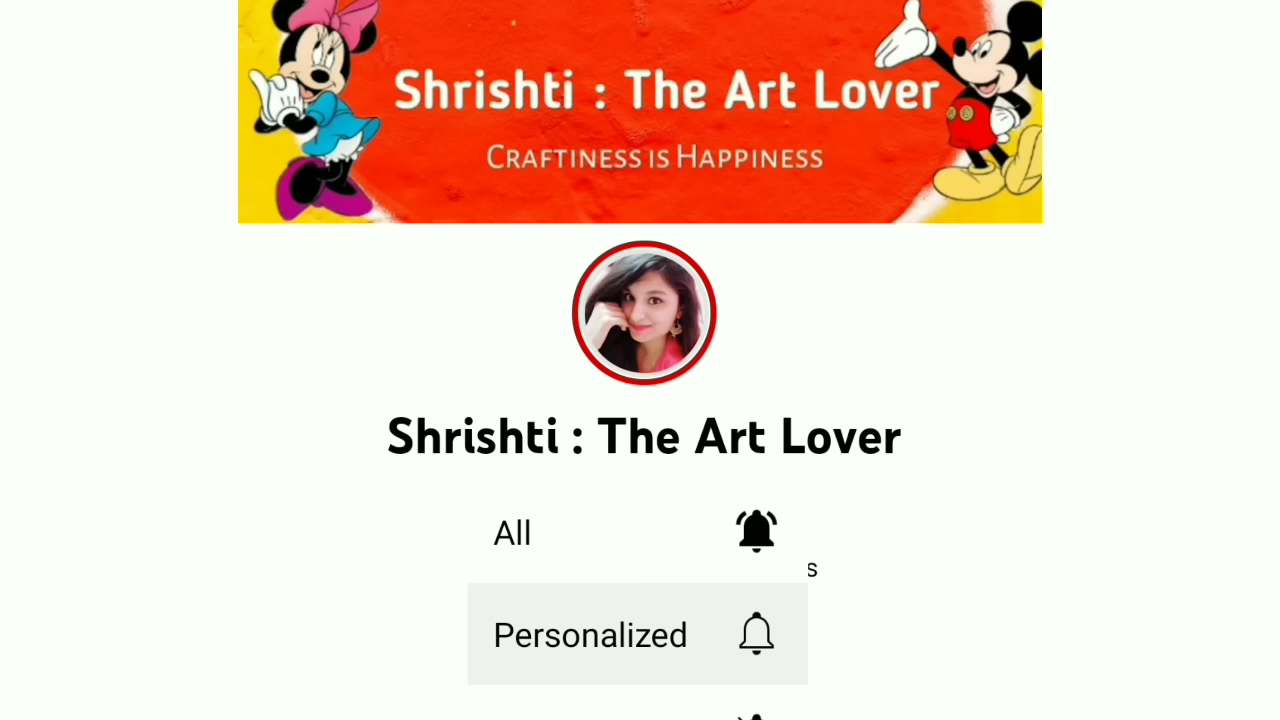 Shrishti : The Art Lover
CRAFTINESS IS HAPPINESS
Shrishti : The Art Lover
All
s
Personalized